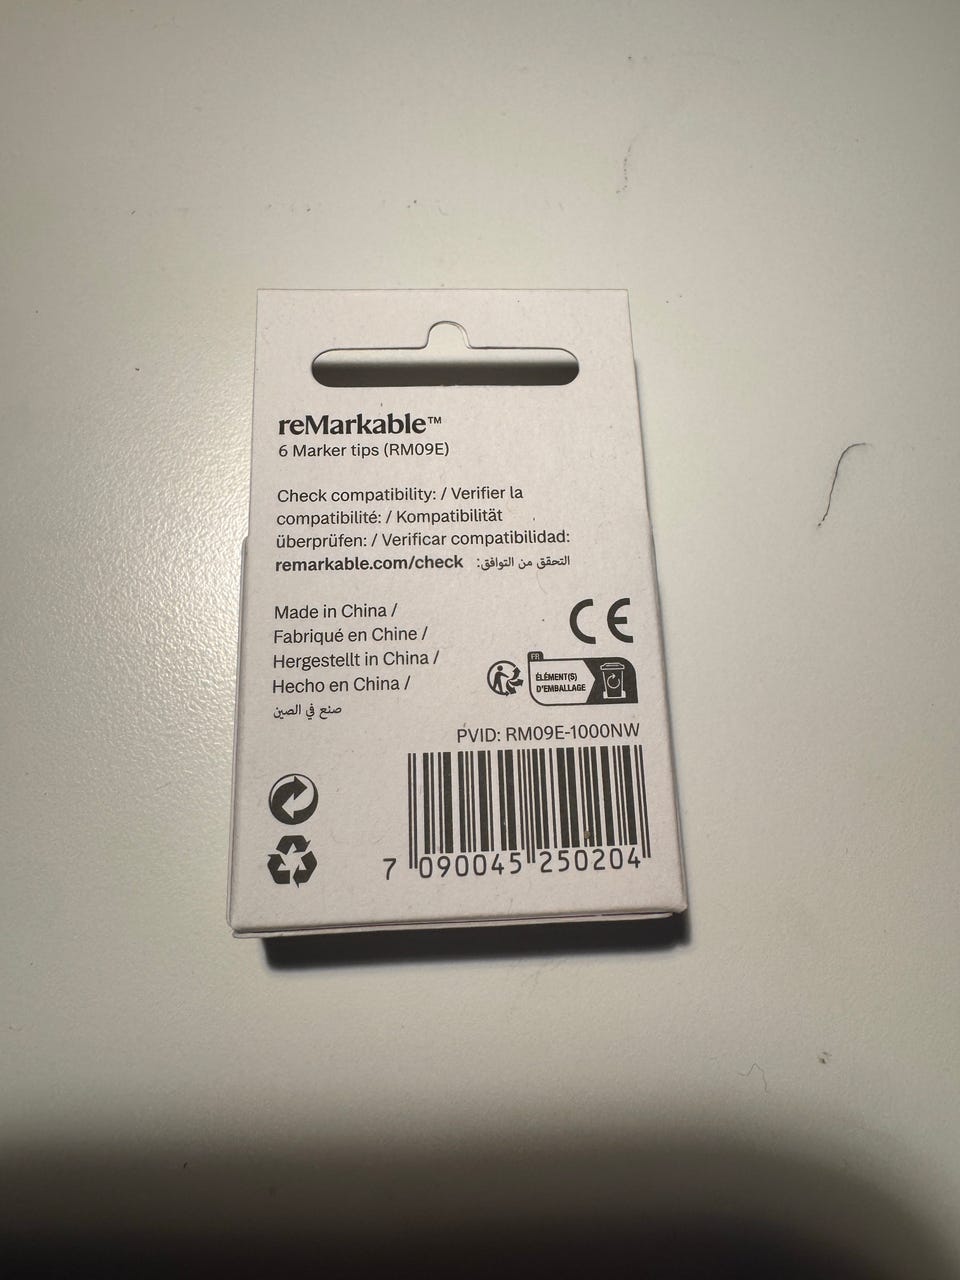 reMarkable™
6 Marker tips (RM09E)
Check compatibility: / Verifier la
compatibilité: / Kompatibilität
überprüfen: / Verificar compatibilidad:
remarkable.com/check التحقق من التوافق:
Made in China /
Fabriqué en Chine /
Hergestellt in China /
Hecho en China /
صنع في الصين
CE
FR
ÉLÉMENT(S)
D'EMBALLAGE
PVID: RM09E-1000NW
7 090045 250204